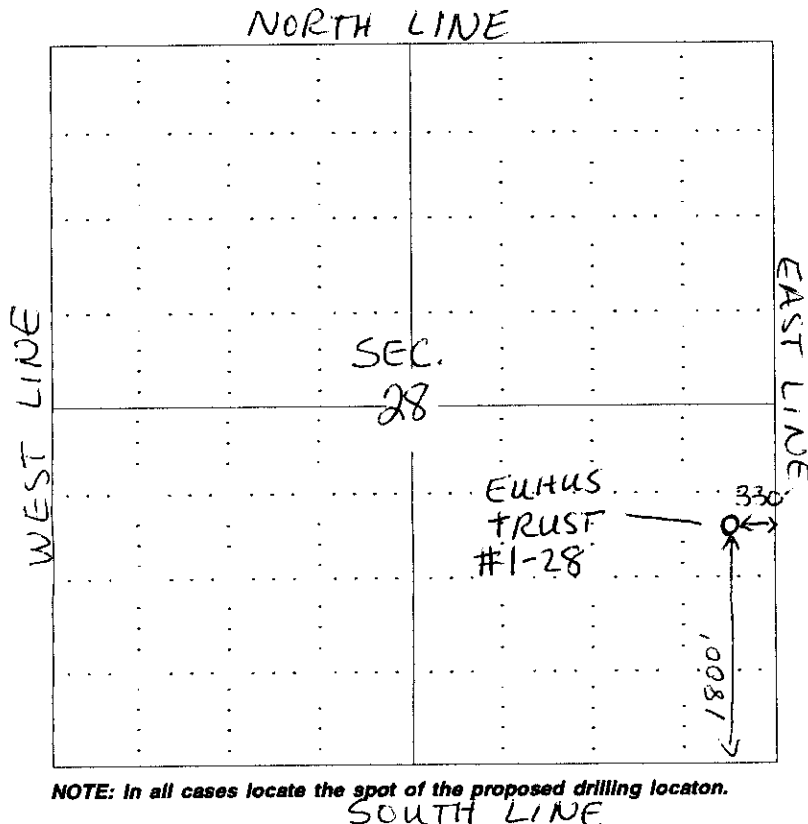 NORTH LINE
WEST LINE
EAST LINE
SEC.
28
EUHUS
TRUST
#1-28
330'
1800'
NOTE: In all cases locate the spot of the proposed drilling locaton.
SOUTH LINE